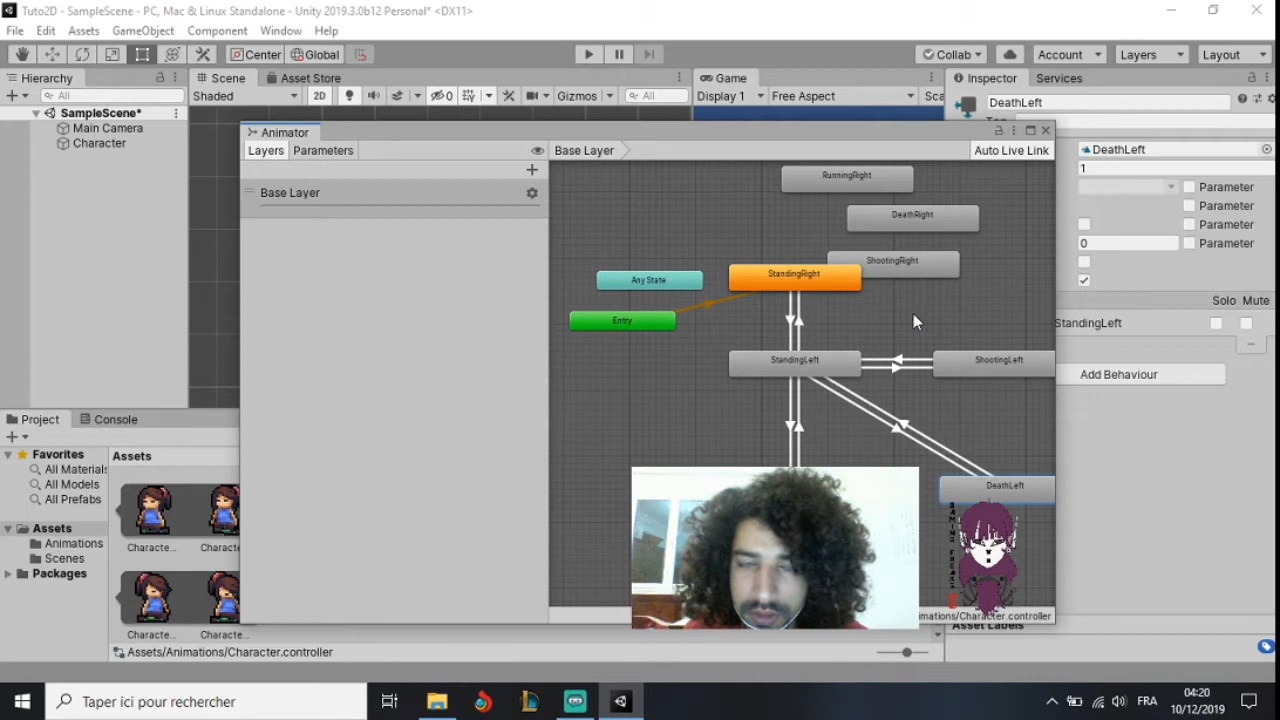 Tuto2D - SampleScene - PC, Mac & Linux Standalone - Unity 2019.3.0b12 Personal* <DX11>
File Edit Assets GameObject Component Window Help
Center Global Collab Account Layers Layout
Hierarchy Scene Asset Store Game Inspector Services
All Shaded 2D 0 Gizmos All Display 1 Free Aspect Sca DeathLeft
SampleScene*
Main Camera
Character
Animator
Layers Parameters Base Layer Auto Live Link
Base Layer
RunningRight
DeathRight
ShootingRight
StandingRight
Any State
Entry
StandingLeft
ShootingLeft
DeathLeft
DeathLeft
1
Parameter
Parameter
Parameter
0 Parameter
Solo Mute
StandingLeft
Add Behaviour
Project Console
Favorites
All Materials
All Models
All Prefabs
Assets
Animations
Scenes
Packages
Assets
Characte... Characte
Characte... Characte...
nimations/Character.controller
Asset Labels
Assets/Animations/Character.controller
Taper ici pour rechercher
FRA
04:20
10/12/2019